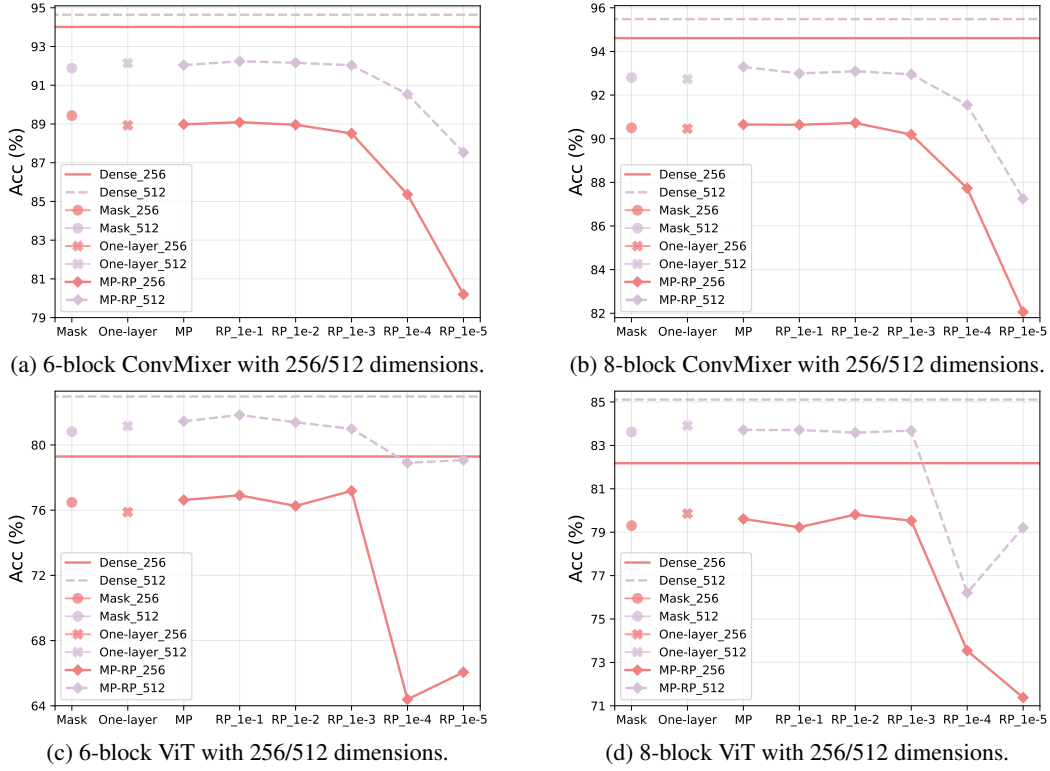 95
93
91
89
87
85
83
81
79
Acc (%)
Dense_256
Dense_512
Mask_256
Mask_512
One-layer_256
One-layer_512
MP-RP_256
MP-RP_512
Mask One-layer MP RP_1e-1 RP_1e-2 RP_1e-3 RP_1e-4 RP_1e-5
(a) 6-block ConvMixer with 256/512 dimensions.
96
94
92
90
88
86
84
82
Acc (%)
Dense_256
Dense_512
Mask_256
Mask_512
One-layer_256
One-layer_512
MP-RP_256
MP-RP_512
Mask One-layer MP RP_1e-1 RP_1e-2 RP_1e-3 RP_1e-4 RP_1e-5
(b) 8-block ConvMixer with 256/512 dimensions.
80
76
72
68
64
Acc (%)
Dense_256
Dense_512
Mask_256
Mask_512
One-layer_256
One-layer_512
MP-RP_256
MP-RP_512
Mask One-layer MP RP_1e-1 RP_1e-2 RP_1e-3 RP_1e-4 RP_1e-5
(c) 6-block ViT with 256/512 dimensions.
85
83
81
79
77
75
73
71
Acc (%)
Dense_256
Dense_512
Mask_256
Mask_512
One-layer_256
One-layer_512
MP-RP_256
MP-RP_512
Mask One-layer MP RP_1e-1 RP_1e-2 RP_1e-3 RP_1e-4 RP_1e-5
(d) 8-block ViT with 256/512 dimensions.